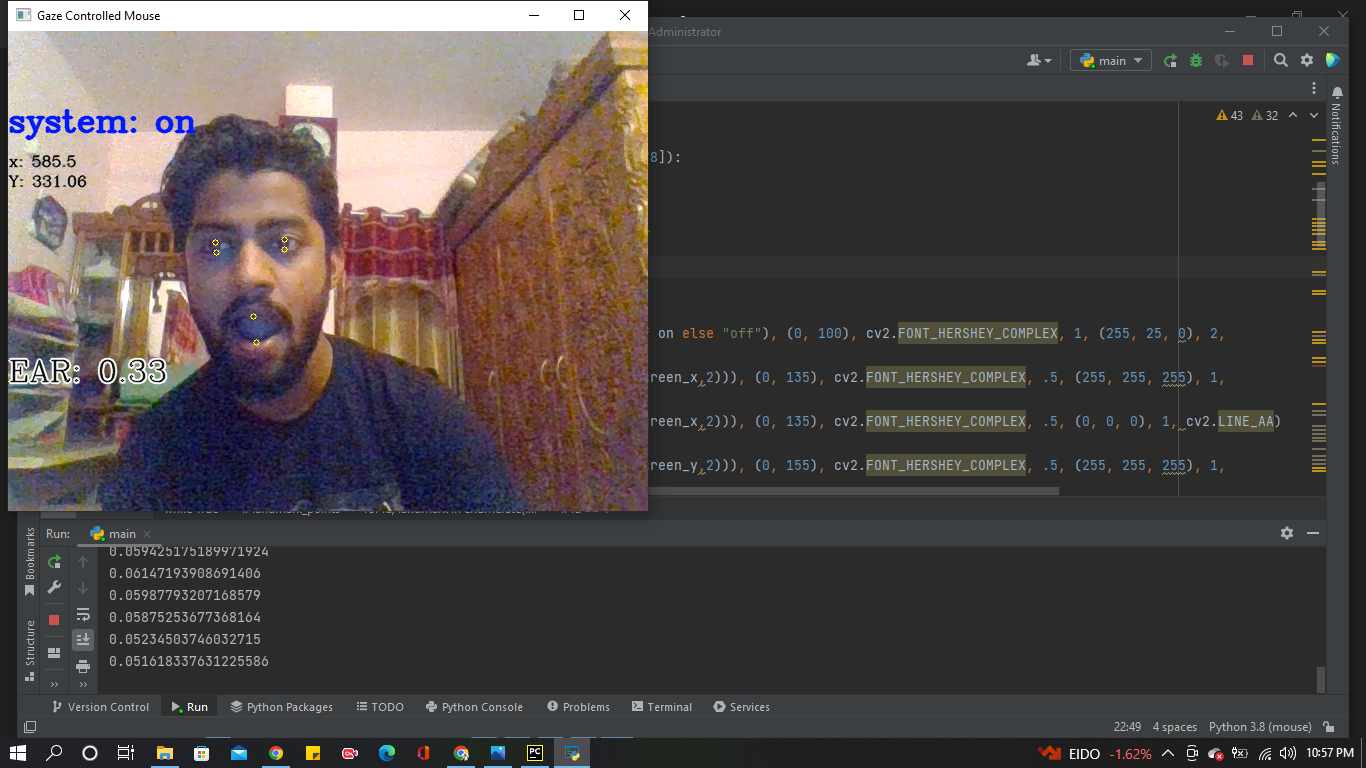 Gaze Controlled Mouse
Administrator
main
system: on
x: 585.5
Y: 331.06
EAR: 0.33
43 32
Notifications
8]):
on else "off"), (0, 100), cv2.FONT_HERSHEY_COMPLEX, 1, (255, 25, 0), 2,
reen_x,2))), (0, 135), cv2.FONT_HERSHEY_COMPLEX, .5, (255, 255, 255), 1,
reen_x,2))), (0, 135), cv2.FONT_HERSHEY_COMPLEX, .5, (0, 0, 0), 1, cv2.LINE_AA)
reen_y,2))), (0, 155), cv2.FONT_HERSHEY_COMPLEX, .5, (255, 255, 255), 1,
Bookmarks
Structure
Run: main
0.059425175189971924
0.06147193908691406
0.05987793207168579
0.05875253677368164
0.05234503746032715
0.051618337631225586
Version Control Run Python Packages TODO Python Console Problems Terminal Services
22:49 4 spaces Python 3.8 (mouse)
PC
EIDO -1.62% 10:57 PM